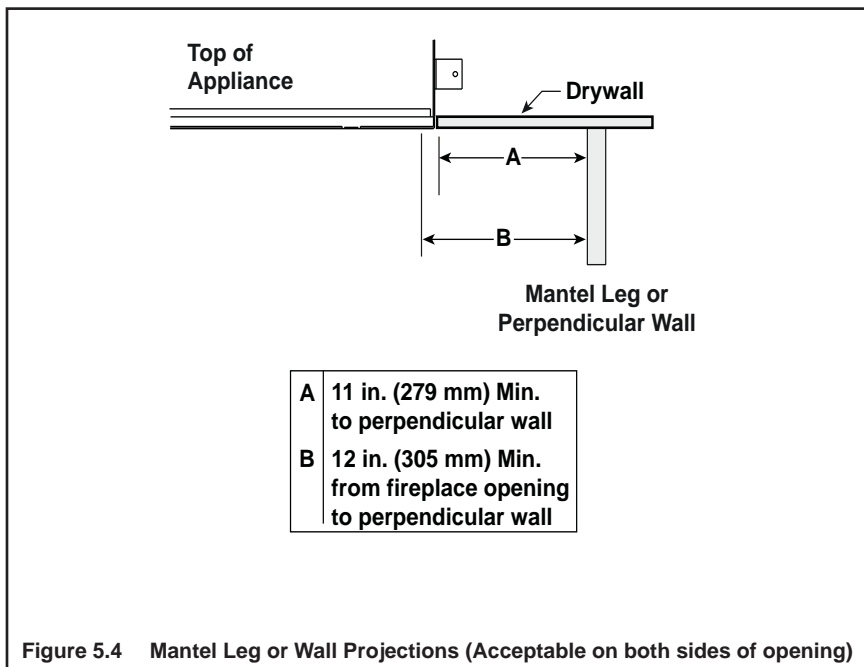 Top of
Appliance
Drywall
A
B
Mantel Leg or
Perpendicular Wall
A 11 in. (279 mm) Min.
to perpendicular wall
B 12 in. (305 mm) Min.
from fireplace opening
to perpendicular wall
Figure 5.4 Mantel Leg or Wall Projections (Acceptable on both sides of opening)